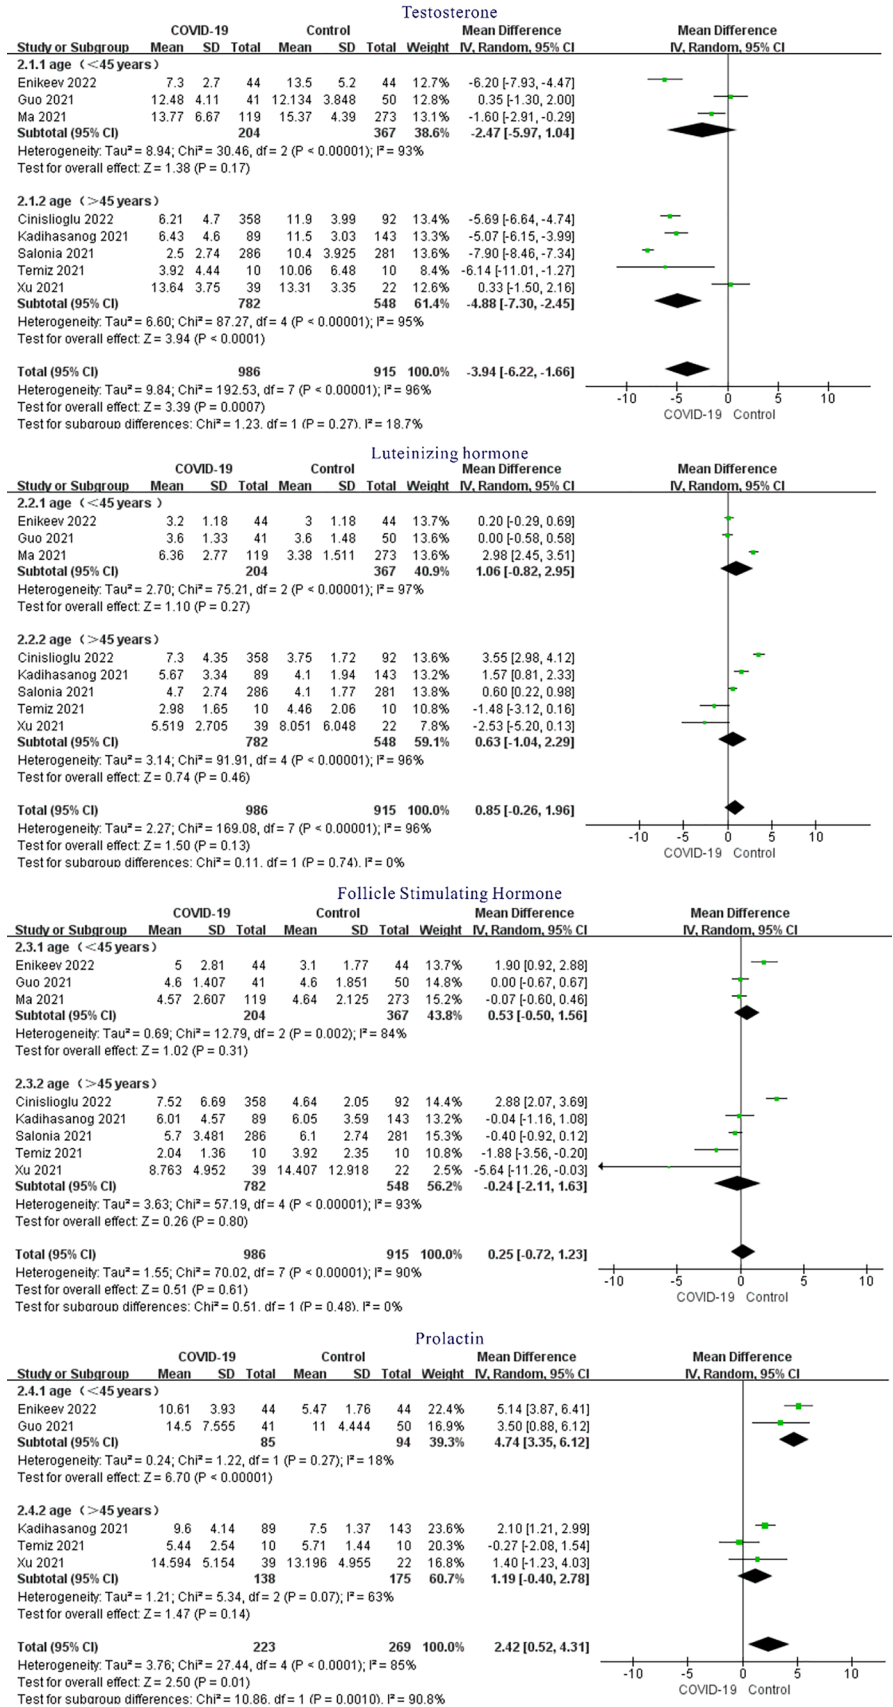 Testosterone
COVID-19 Control Mean Difference Mean Difference
Study or Subgroup Mean SD Total Mean SD Total Weight IV, Random, 95% CI IV, Random, 95% CI
2.1.1 age (<45 years)
Enikeev 2022 7.3 2.7 44 13.5 5.2 44 12.7% -6.20 [-7.93, -4.47]
Guo 2021 12.48 4.11 41 12.134 3.848 50 12.8% 0.35 [-1.30, 2.00]
Ma 2021 13.77 6.67 119 15.37 4.39 273 13.1% -1.60 [-2.91, -0.29]
Subtotal (95% CI) 204 367 38.6% -2.47 [-5.97, 1.04]
Heterogeneity: Tau² = 8.94; Chi² = 30.46, df = 2 (P < 0.00001); I² = 93%
Test for overall effect: Z = 1.38 (P = 0.17)
2.1.2 age (>45 years)
Cinislioglu 2022 6.21 4.7 358 11.9 3.99 92 13.4% -5.69 [-6.64, -4.74]
Kadihasanog 2021 6.43 4.6 89 11.5 3.03 143 13.3% -5.07 [-6.15, -3.99]
Salonia 2021 2.5 2.74 286 10.4 3.925 281 13.6% -7.90 [-8.46, -7.34]
Temiz 2021 3.92 4.44 10 10.06 6.48 10 8.4% -6.14 [-11.01, -1.27]
Xu 2021 13.64 3.75 39 13.31 3.35 22 12.6% 0.33 [-1.50, 2.16]
Subtotal (95% CI) 782 548 61.4% -4.88 [-7.30, -2.45]
Heterogeneity: Tau² = 6.60; Chi² = 87.27, df = 4 (P < 0.00001); I² = 95%
Test for overall effect: Z = 3.94 (P < 0.0001)
Total (95% CI) 986 915 100.0% -3.94 [-6.22, -1.66]
Heterogeneity: Tau² = 9.84; Chi² = 192.53, df = 7 (P < 0.00001); I² = 96%
Test for overall effect: Z = 3.39 (P = 0.0007)
Test for subgroup differences: Chi² = 1.23, df = 1 (P = 0.27), I² = 18.7%
-10 -5 0 5 10
COVID-19 Control
Luteinizing hormone
COVID-19 Control Mean Difference Mean Difference
Study or Subgroup Mean SD Total Mean SD Total Weight IV, Random, 95% CI IV, Random, 95% CI
2.2.1 age (<45 years )
Enikeev 2022 3.2 1.18 44 3 1.18 44 13.7% 0.20 [-0.29, 0.69]
Guo 2021 3.6 1.33 41 3.6 1.48 50 13.6% 0.00 [-0.58, 0.58]
Ma 2021 6.36 2.77 119 3.38 1.511 273 13.6% 2.98 [2.45, 3.51]
Subtotal (95% CI) 204 367 40.9% 1.06 [-0.82, 2.95]
Heterogeneity: Tau² = 2.70; Chi² = 75.21, df = 2 (P < 0.00001); I² = 97%
Test for overall effect: Z = 1.10 (P = 0.27)
2.2.2 age (>45 years)
Cinislioglu 2022 7.3 4.35 358 3.75 1.72 92 13.6% 3.55 [2.98, 4.12]
Kadihasanog 2021 5.67 3.34 89 4.1 1.94 143 13.2% 1.57 [0.81, 2.33]
Salonia 2021 4.7 2.74 286 4.1 1.77 281 13.9% 0.60 [0.22, 0.98]
Temiz 2021 2.98 1.65 10 4.46 2.06 10 10.7% -1.48 [-3.12, 0.16]
Xu 2021 5.519 2.705 39 8.051 6.048 22 7.8% -2.53 [-5.20, 0.13]
Subtotal (95% CI) 782 548 59.1% 0.63 [-1.04, 2.29]
Heterogeneity: Tau² = 3.14; Chi² = 91.91, df = 4 (P < 0.00001); I² = 96%
Test for overall effect: Z = 0.74 (P = 0.46)
Total (95% CI) 986 915 100.0% 0.85 [-0.26, 1.96]
Heterogeneity: Tau² = 2.27; Chi² = 169.08, df = 7 (P < 0.00001); I² = 96%
Test for overall effect: Z = 1.50 (P = 0.13)
Test for subgroup differences: Chi² = 0.11, df = 1 (P = 0.74), I² = 0%
-10 -5 0 5 10
COVID-19 Control
Follicle Stimulating Hormone
COVID-19 Control Mean Difference Mean Difference
Study or Subgroup Mean SD Total Mean SD Total Weight IV, Random, 95% CI IV, Random, 95% CI
2.3.1 age (<45 years)
Enikeev 2022 5 2.81 44 3.1 1.77 44 13.7% 1.90 [0.92, 2.88]
Guo 2021 4.6 1.407 41 4.6 1.851 50 14.8% 0.00 [-0.67, 0.67]
Ma 2021 4.57 2.607 119 4.64 2.125 273 15.2% -0.07 [-0.60, 0.46]
Subtotal (95% CI) 204 367 43.8% 0.53 [-0.50, 1.56]
Heterogeneity: Tau² = 0.69; Chi² = 12.79, df = 2 (P = 0.002); I² = 84%
Test for overall effect: Z = 1.02 (P = 0.31)
2.3.2 age (>45 years)
Cinislioglu 2022 7.52 6.69 358 4.64 2.05 92 14.4% 2.88 [2.07, 3.69]
Kadihasanog 2021 6.01 4.57 89 6.05 3.59 143 13.2% -0.04 [-1.16, 1.08]
Salonia 2021 5.7 3.481 286 6.1 2.74 281 15.3% -0.40 [-0.92, 0.12]
Temiz 2021 2.04 1.36 10 3.92 2.35 10 10.8% -1.88 [-3.56, -0.20]
Xu 2021 8.763 4.952 39 14.407 12.918 22 2.5% -5.64 [-11.26, -0.03]
Subtotal (95% CI) 782 548 56.2% -0.24 [-2.11, 1.63]
Heterogeneity: Tau² = 3.63; Chi² = 57.19, df = 4 (P < 0.00001); I² = 93%
Test for overall effect: Z = 0.26 (P = 0.80)
Total (95% CI) 986 915 100.0% 0.25 [-0.72, 1.23]
Heterogeneity: Tau² = 1.55; Chi² = 70.02, df = 7 (P < 0.00001); I² = 90%
Test for overall effect: Z = 0.51 (P = 0.61)
Test for subgroup differences: Chi² = 0.51, df = 1 (P = 0.48), I² = 0%
-10 -5 0 5 10
COVID-19 Control
Prolactin
COVID-19 Control Mean Difference Mean Difference
Study or Subgroup Mean SD Total Mean SD Total Weight IV, Random, 95% CI IV, Random, 95% CI
2.4.1 age (<45 years)
Enikeev 2022 10.61 3.93 44 5.47 1.76 44 22.4% 5.14 [3.87, 6.41]
Guo 2021 14.5 7.555 41 11 4.444 50 16.9% 3.50 [0.88, 6.12]
Subtotal (95% CI) 85 94 39.3% 4.74 [3.35, 6.12]
Heterogeneity: Tau² = 0.24; Chi² = 1.22, df = 1 (P = 0.27); I² = 18%
Test for overall effect: Z = 6.70 (P < 0.00001)
2.4.2 age (>45 years)
Kadihasanog 2021 9.6 4.14 89 7.5 1.37 143 23.6% 2.10 [1.21, 2.99]
Temiz 2021 5.44 2.54 10 5.71 1.44 10 20.3% -0.27 [-2.08, 1.54]
Xu 2021 14.594 5.154 39 13.196 4.955 22 16.8% 1.40 [-1.23, 4.03]
Subtotal (95% CI) 138 175 60.7% 1.19 [-0.40, 2.78]
Heterogeneity: Tau² = 1.21; Chi² = 5.34, df = 2 (P = 0.07); I² = 63%
Test for overall effect: Z = 1.47 (P = 0.14)
Total (95% CI) 223 269 100.0% 2.42 [0.52, 4.31]
Heterogeneity: Tau² = 3.76; Chi² = 27.44, df = 4 (P < 0.0001); I² = 85%
Test for overall effect: Z = 2.50 (P = 0.01)
Test for subgroup differences: Chi² = 10.86, df = 1 (P = 0.0010), I² = 90.8%
-10 -5 0 5 10
COVID-19 Control